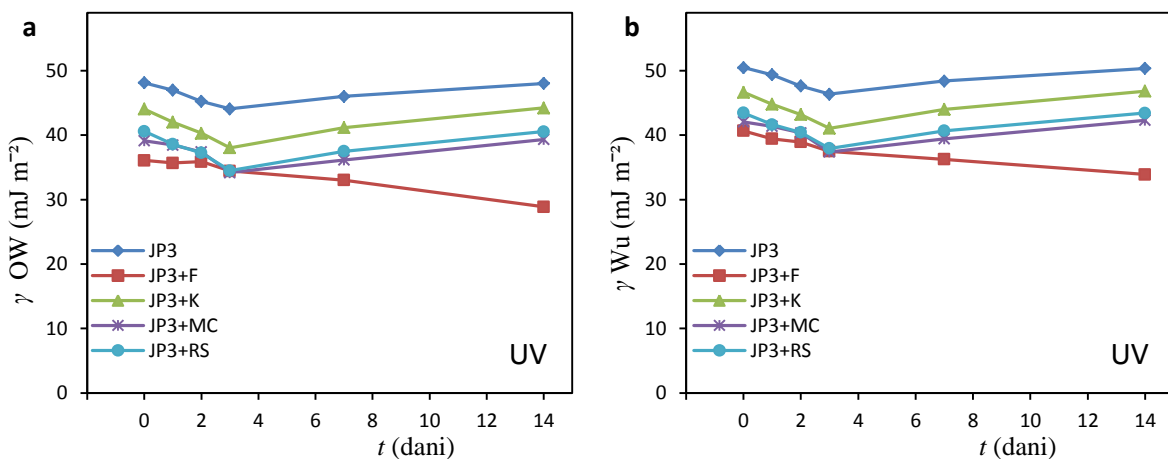 a
γ OW (mJ m⁻²)
50
40
30
20
10
0
JP3
JP3+F
JP3+K
JP3+MC
JP3+RS
UV
0 2 4 6 8 10 12 14
t (dani)
b
γ Wu (mJ m⁻²)
50
40
30
20
10
0
JP3
JP3+F
JP3+K
JP3+MC
JP3+RS
UV
0 2 4 6 8 10 12 14
t (dani)